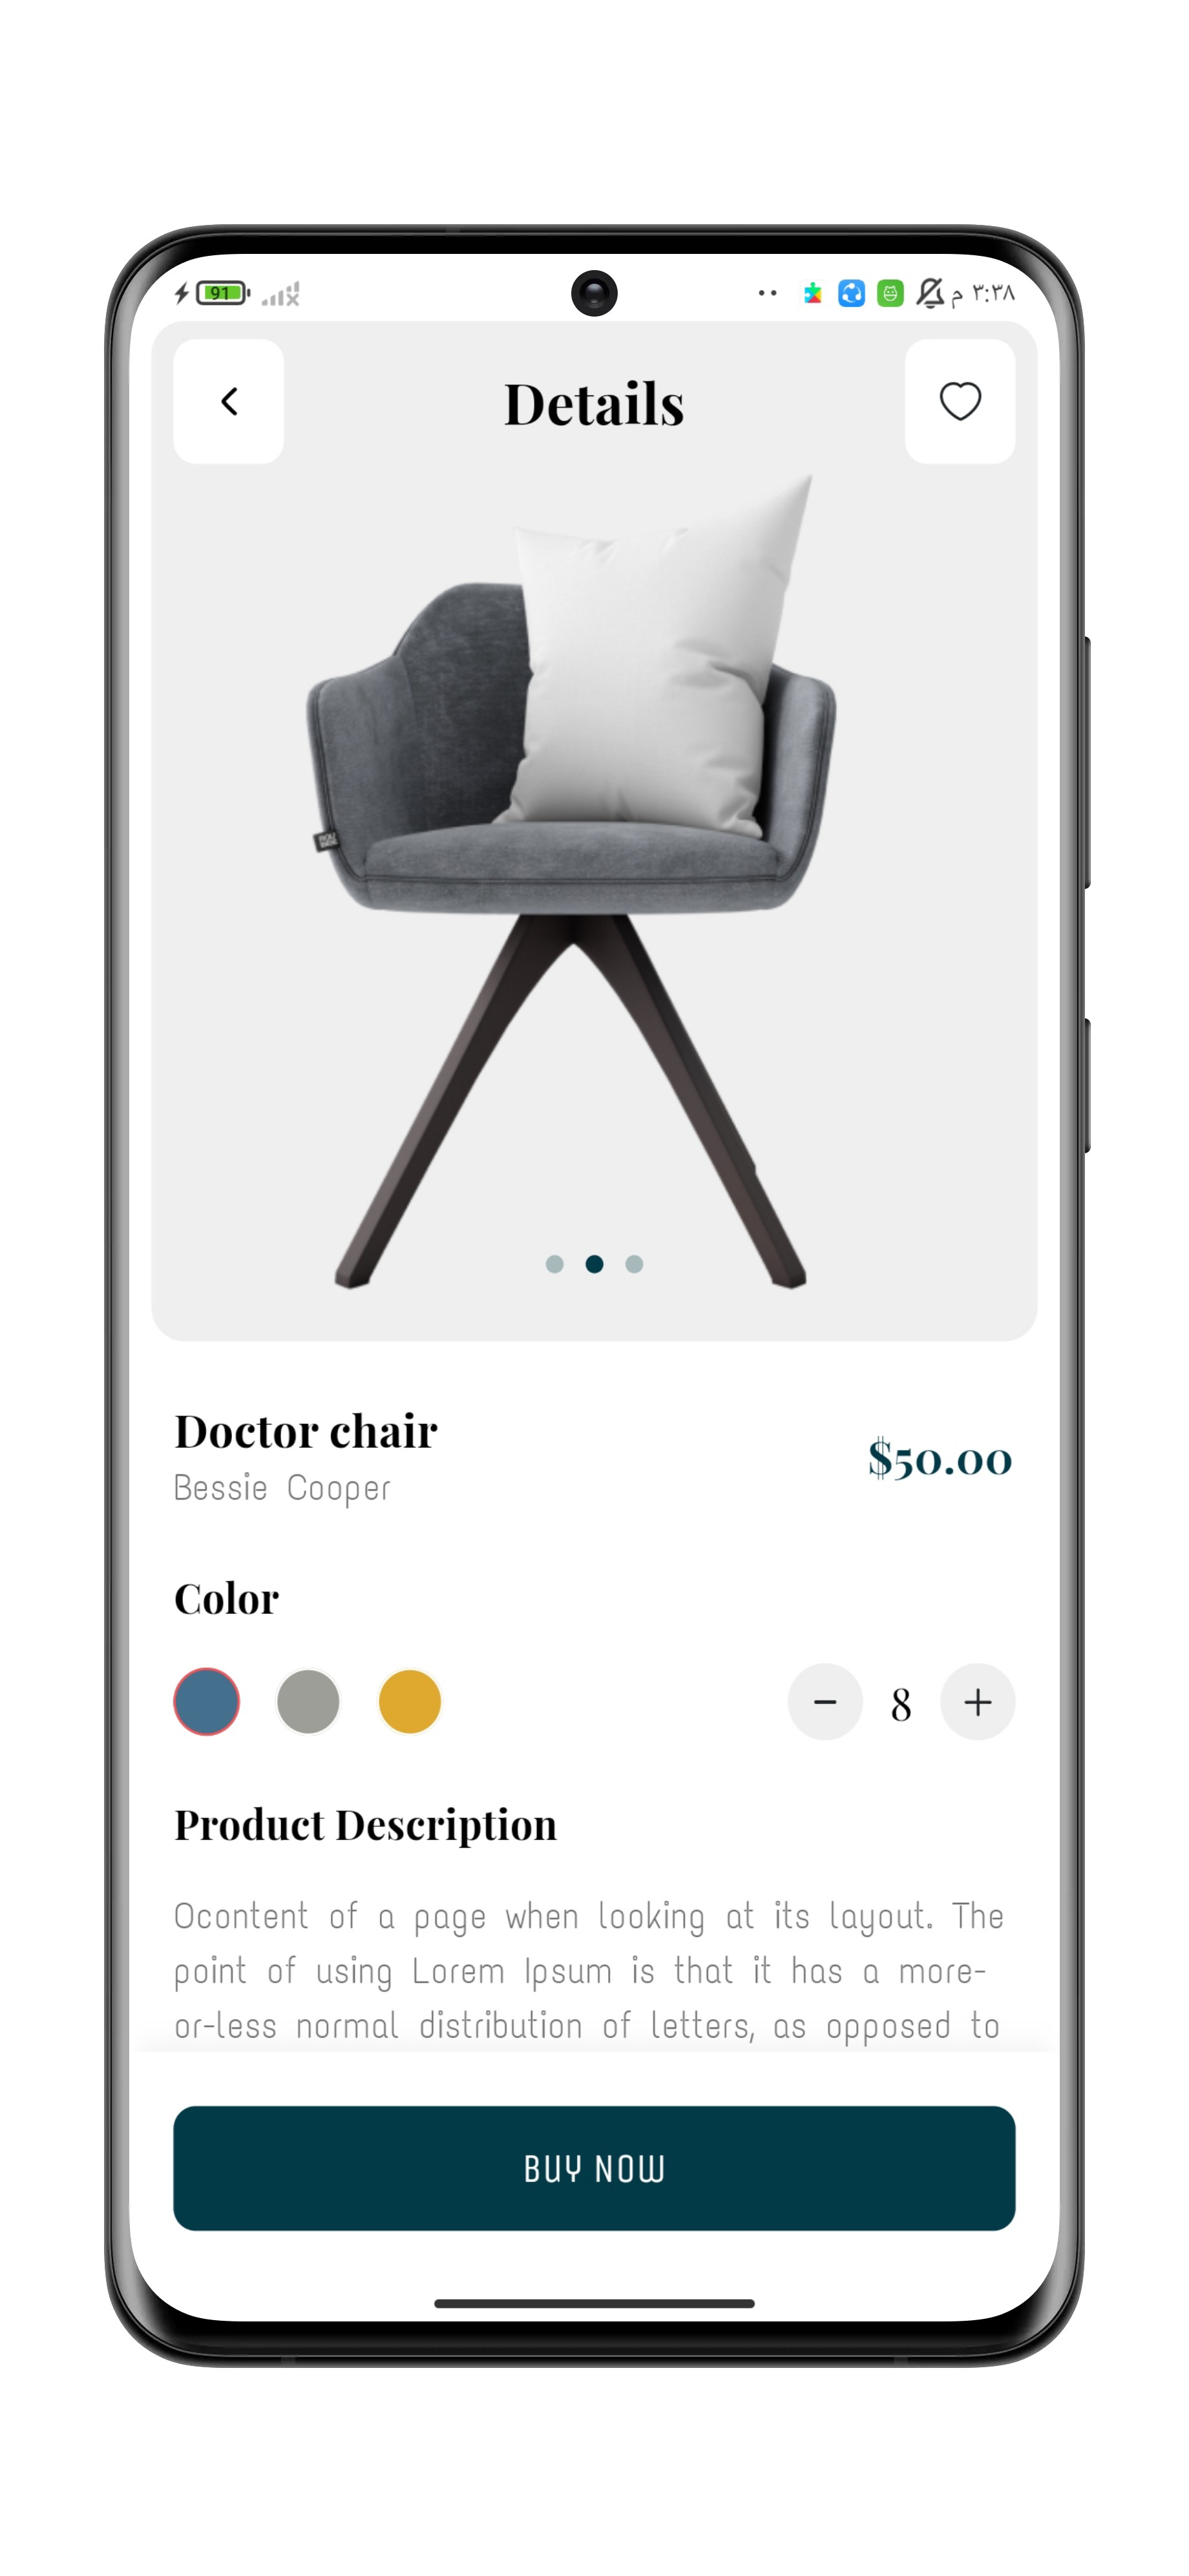 91
م ٣:٣٨
Details
Doctor chair
Bessie Cooper
$50.00
Color
8
Product Description
Ocontent of a page when looking at its layout. The
point of using Lorem Ipsum is that it has a more-
or-less normal distribution of letters, as opposed to
BUY NOW